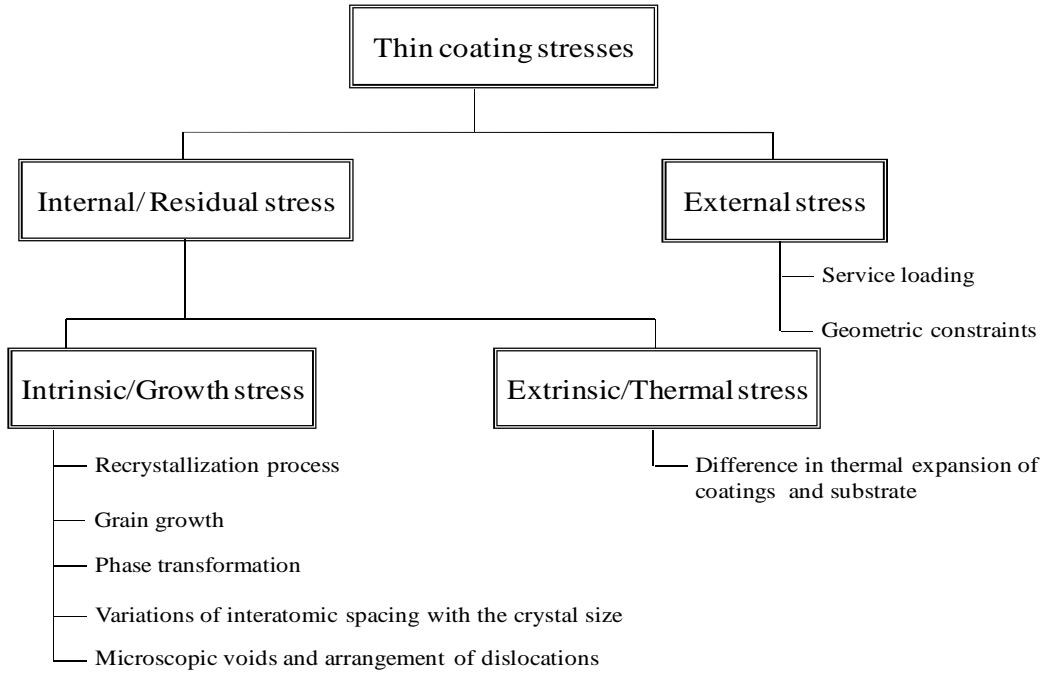 Thin coating stresses
Internal/ Residual stress
External stress
Service loading
Geometric constraints
Intrinsic/Growth stress
Extrinsic/Thermal stress
Recrystallization process
Grain growth
Phase transformation
Variations of interatomic spacing with the crystal size
Microscopic voids and arrangement of dislocations
Difference in thermal expansion of
coatings and substrate